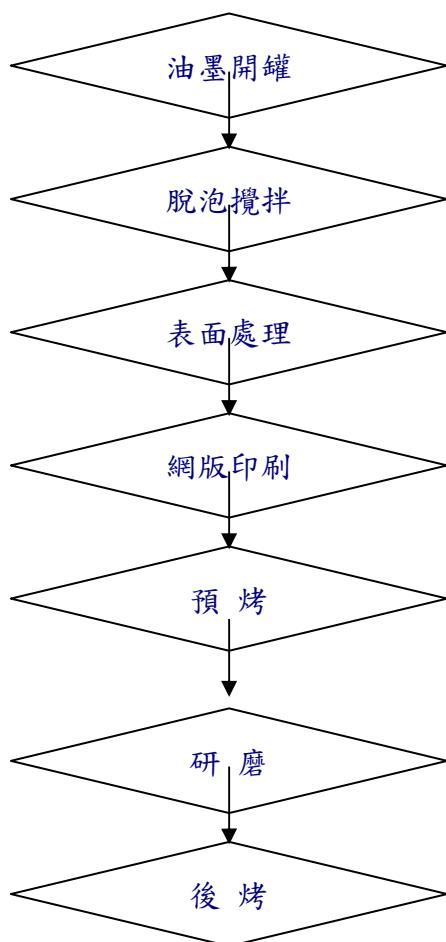 油墨開罐
脫泡攪拌
表面處理
網版印刷
預 烤
研 磨
後 烤